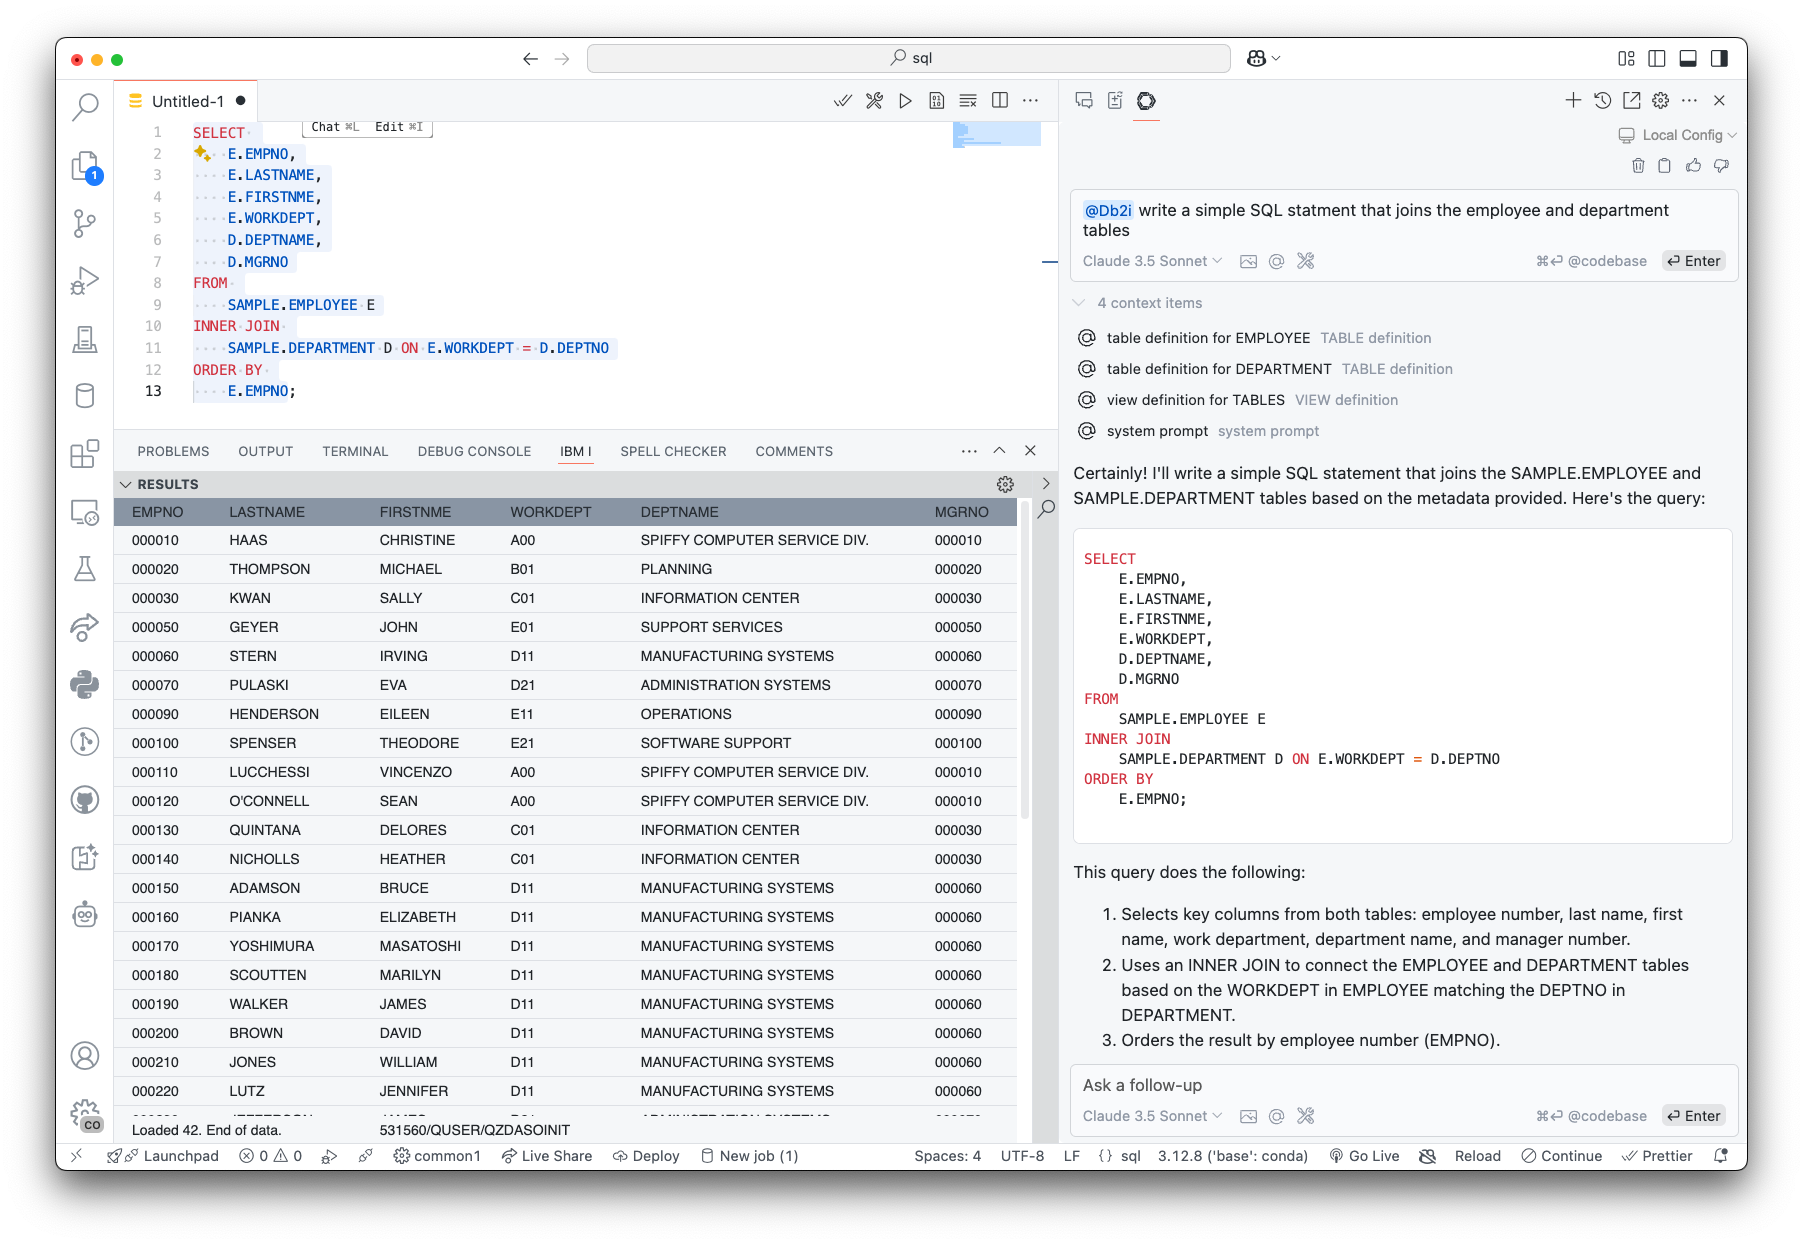 sql
Untitled-1
Chat ⌘L Edit ⌘I
1 SELECT
2 E.EMPNO,
3 E.LASTNAME,
4 E.FIRSTNME,
5 E.WORKDEPT,
6 D.DEPTNAME,
7 D.MGRNO
8 FROM
9 SAMPLE.EMPLOYEE E
10 INNER JOIN
11 SAMPLE.DEPARTMENT D ON E.WORKDEPT = D.DEPTNO
12 ORDER BY
13 E.EMPNO;
1
PROBLEMS OUTPUT TERMINAL DEBUG CONSOLE IBM I SPELL CHECKER COMMENTS
RESULTS
EMPNO LASTNAME FIRSTNME WORKDEPT DEPTNAME MGRNO
000010 HAAS CHRISTINE A00 SPIFFY COMPUTER SERVICE DIV. 000010
000020 THOMPSON MICHAEL B01 PLANNING 000020
000030 KWAN SALLY C01 INFORMATION CENTER 000030
000050 GEYER JOHN E01 SUPPORT SERVICES 000050
000060 STERN IRVING D11 MANUFACTURING SYSTEMS 000060
000070 PULASKI EVA D21 ADMINISTRATION SYSTEMS 000070
000090 HENDERSON EILEEN E11 OPERATIONS 000090
000100 SPENSER THEODORE E21 SOFTWARE SUPPORT 000100
000110 LUCCHESSI VINCENZO A00 SPIFFY COMPUTER SERVICE DIV. 000010
000120 O'CONNELL SEAN A00 SPIFFY COMPUTER SERVICE DIV. 000010
000130 QUINTANA DELORES C01 INFORMATION CENTER 000030
000140 NICHOLLS HEATHER C01 INFORMATION CENTER 000030
000150 ADAMSON BRUCE D11 MANUFACTURING SYSTEMS 000060
000160 PIANKA ELIZABETH D11 MANUFACTURING SYSTEMS 000060
000170 YOSHIMURA MASATOSHI D11 MANUFACTURING SYSTEMS 000060
000180 SCOUTTEN MARILYN D11 MANUFACTURING SYSTEMS 000060
000190 WALKER JAMES D11 MANUFACTURING SYSTEMS 000060
000200 BROWN DAVID D11 MANUFACTURING SYSTEMS 000060
000210 JONES WILLIAM D11 MANUFACTURING SYSTEMS 000060
000220 LUTZ JENNIFER D11 MANUFACTURING SYSTEMS 000060
Loaded 42. End of data. 531560/QUSER/QZDASOINIT
CO
Local Config
@Db2i write a simple SQL statment that joins the employee and department
tables
Claude 3.5 Sonnet ⌘⏎ @codebase ⏎ Enter
4 context items
table definition for EMPLOYEE TABLE definition
table definition for DEPARTMENT TABLE definition
view definition for TABLES VIEW definition
system prompt system prompt
Certainly! I'll write a simple SQL statement that joins the SAMPLE.EMPLOYEE and
SAMPLE.DEPARTMENT tables based on the metadata provided. Here's the query:
SELECT
E.EMPNO,
E.LASTNAME,
E.FIRSTNME,
E.WORKDEPT,
D.DEPTNAME,
D.MGRNO
FROM
SAMPLE.EMPLOYEE E
INNER JOIN
SAMPLE.DEPARTMENT D ON E.WORKDEPT = D.DEPTNO
ORDER BY
E.EMPNO;
This query does the following:
1. Selects key columns from both tables: employee number, last name, first
name, work department, department name, and manager number.
2. Uses an INNER JOIN to connect the EMPLOYEE and DEPARTMENT tables
based on the WORKDEPT in EMPLOYEE matching the DEPTNO in
DEPARTMENT.
3. Orders the result by employee number (EMPNO).
Ask a follow-up
Claude 3.5 Sonnet ⌘⏎ @codebase ⏎ Enter
Launchpad 0 0 common1 Live Share Deploy New job (1) Spaces: 4 UTF-8 LF {} sql 3.12.8 ('base': conda) Go Live Reload Continue Prettier